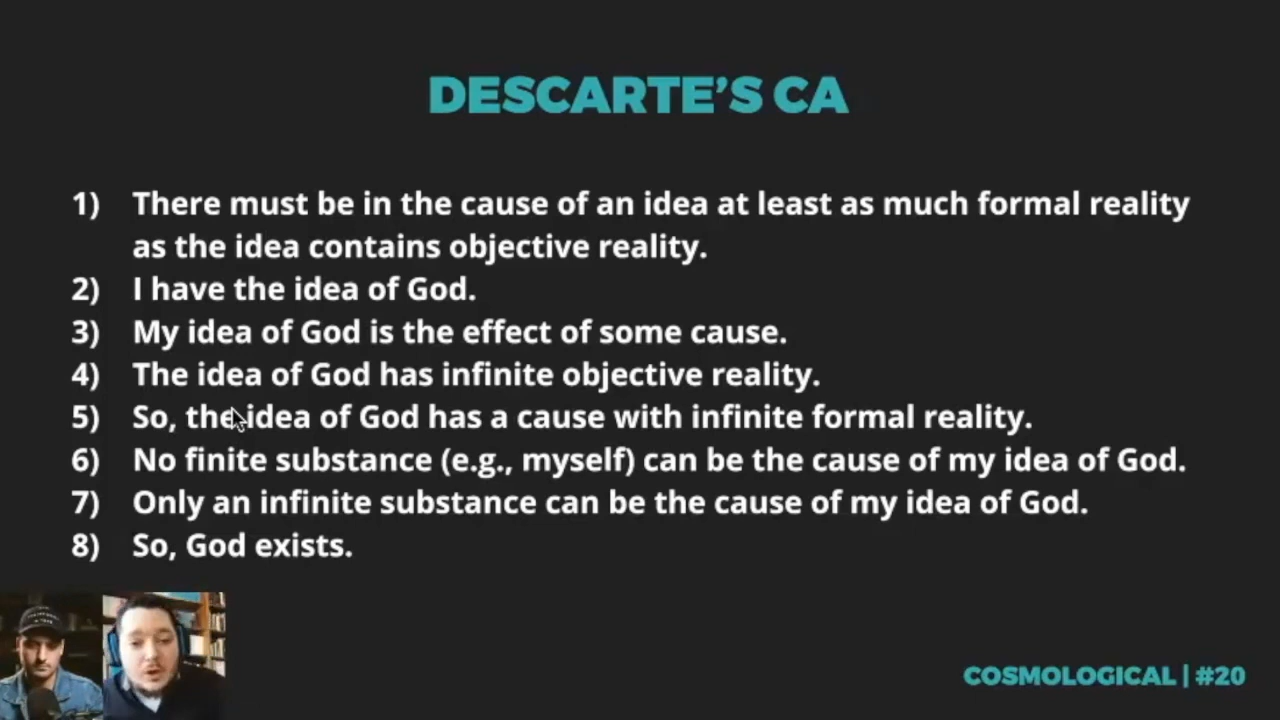 DESCARTE'S CA
1) There must be in the cause of an idea at least as much formal reality
as the idea contains objective reality.
2) I have the idea of God.
3) My idea of God is the effect of some cause.
4) The idea of God has infinite objective reality.
5) So, the idea of God has a cause with infinite formal reality.
6) No finite substance (e.g., myself) can be the cause of my idea of God.
7) Only an infinite substance can be the cause of my idea of God.
8) So, God exists.
COSMOLOGICAL | #20